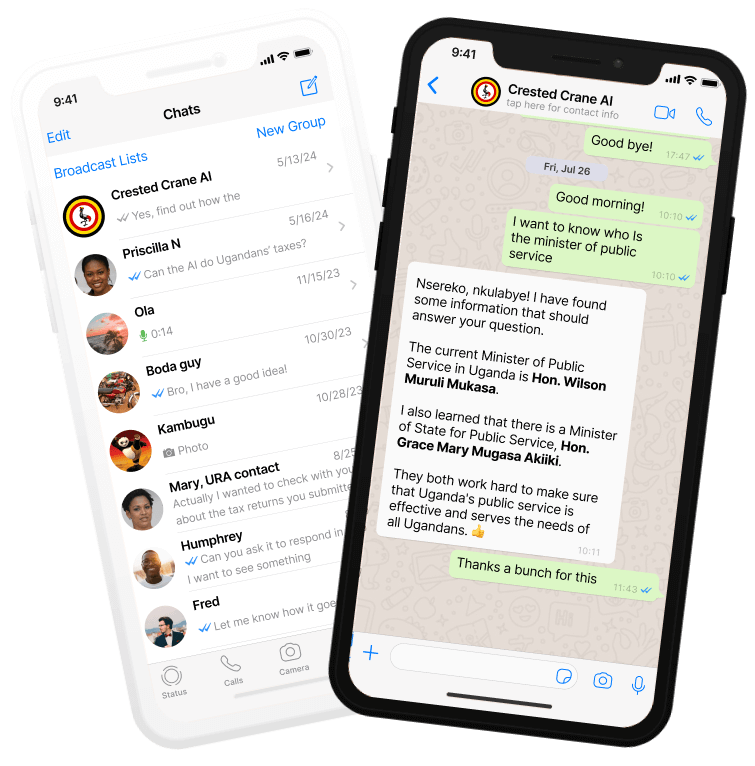 9:41
Chats
Edit
New Group
Broadcast Lists
Crested Crane AI
5/13/24
Yes, find out how the
Priscilla N
5/16/24
Can the AI do Ugandans' taxes?
Ola
11/15/23
0:14
Boda guy
10/30/23
Bro, I have a good idea!
Kambugu
10/28/23
Photo
Mary, URA contact
8/25
Actually I wanted to check with you
about the tax returns you submitte
Humphrey
Can you ask it to respond in
I want to see something
Fred
Let me know how it goe
Status
Calls
Camera
9:41
Crested Crane AI
tap here for contact info
Good bye!
17:47
Fri, Jul 26
Good morning!
10:10
I want to know who Is
the minister of public
service
10:10
Nsereko, nkulabye! I have found
some information that should
answer your question.
The current Minister of Public
Service in Uganda is Hon. Wilson
Muruli Mukasa.
I also learned that there is a Minister
of State for Public Service, Hon.
Grace Mary Mugasa Akiiki.
They both work hard to make sure
that Uganda's public service is
effective and serves the needs of
all Ugandans. 👍
10:11
Thanks a bunch for this
11:43